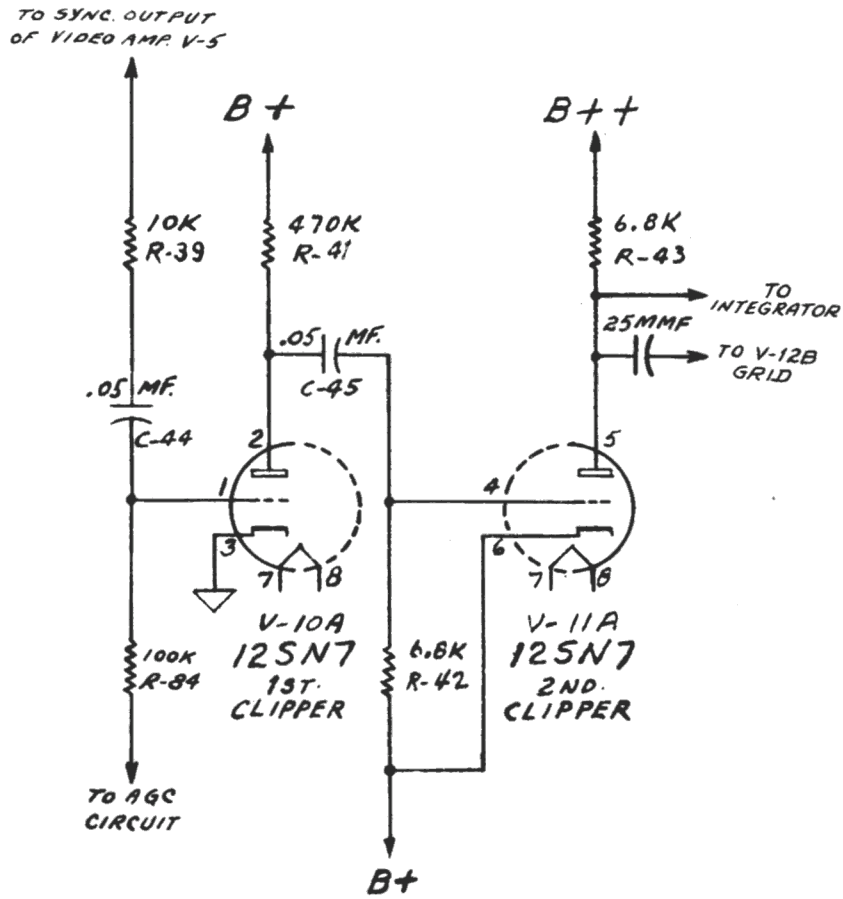 TO SYNC. OUTPUT
OF VIDEO AMP. V-5
B+
B++
10K
R-39
470K
R-41
6.8K
R-43
TO
INTEGRATOR
.05 MF.
C-45
25MMF
TO V-12B
GRID
.05 MF.
C-44
2
5
1
4
3
6
7
8
7
8
V-10A
12SN7
1ST.
CLIPPER
V-11A
12SN7
2ND.
CLIPPER
100K
R-84
6.8K
R-42
TO AGC
CIRCUIT
B+